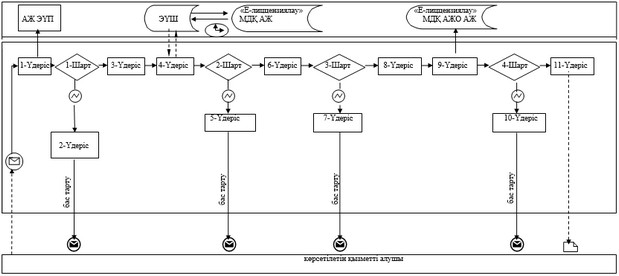 АЖ ЭҮП
ЭҮШ
«Е-лиццензиялау»
МДҚ АЖ
«Е-лиццензиялау»
МДҚ АЖО АЖ
1-Үдеріс
1-Шарт
3-Үдеріс
4-Үдеріс
2-Шарт
6-Үдеріс
3-Шарт
8-Үдеріс
9-Үдеріс
4-Шарт
11-Үдеріс
2-Үдеріс
5-Үдеріс
7-Үдеріс
10-Үдеріс
бас тарту
бас тарту
бас тарту
бас тарту
көрсетілетін қызметті алушы